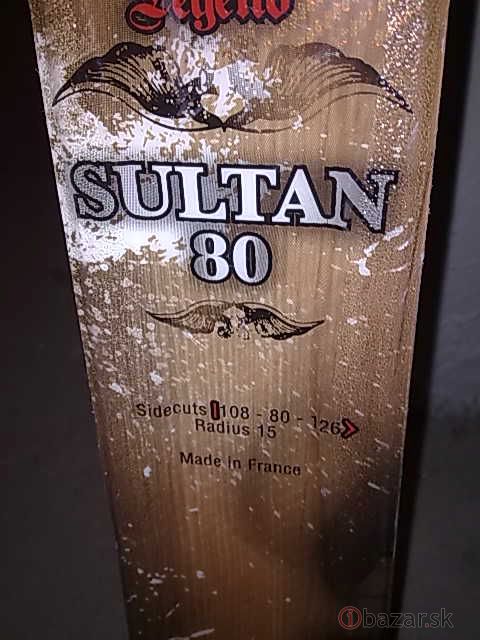 Legend
SULTAN
80
Sidecuts 108 - 80 - 126
Radius 15
Made in France
bazar.sk